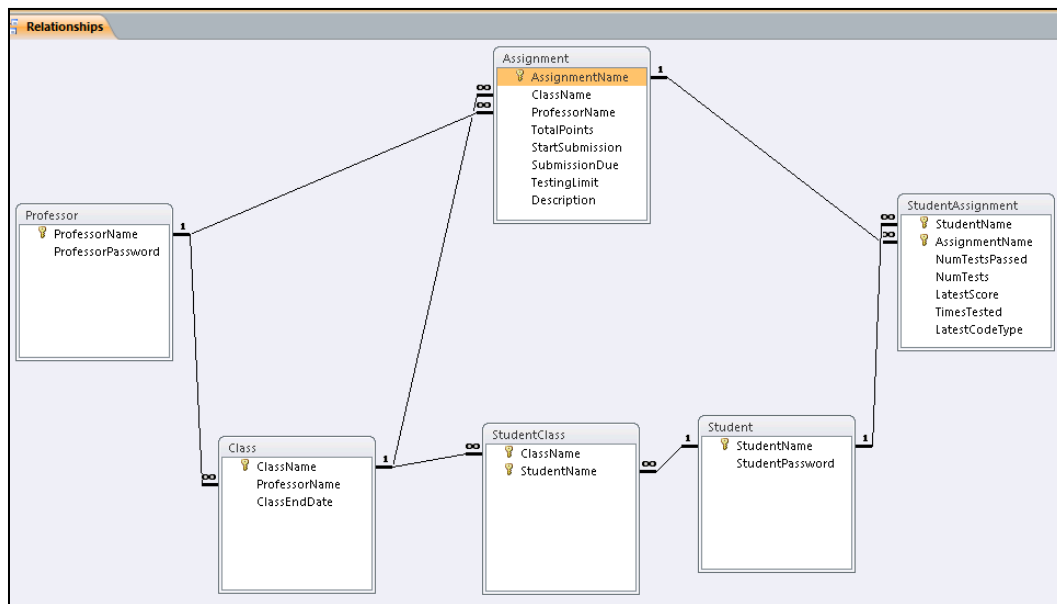 Relationships
Assignment
AssignmentName
ClassName
ProfessorName
TotalPoints
StartSubmission
SubmissionDue
TestingLimit
Description
1
∞
∞
Professor
ProfessorName
ProfessorPassword
1
StudentAssignment
StudentName
AssignmentName
NumTestsPassed
NumTests
LatestScore
TimesTested
LatestCodeType
∞
∞
Class
ClassName
ProfessorName
ClassEndDate
∞
1
StudentClass
ClassName
StudentName
∞
∞
Student
StudentName
StudentPassword
1
1